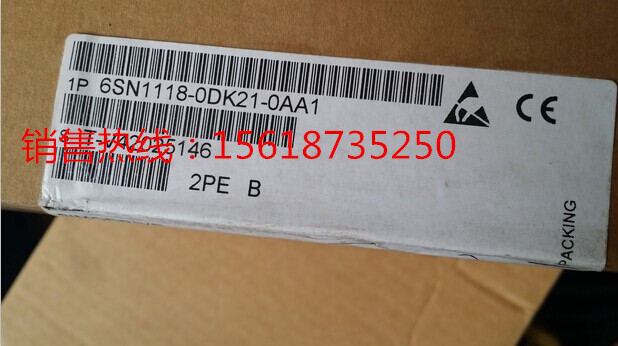 1P 6SN1118-0DK21-0AA1
CE
销售热线：15618735250
2PE B
PACKING